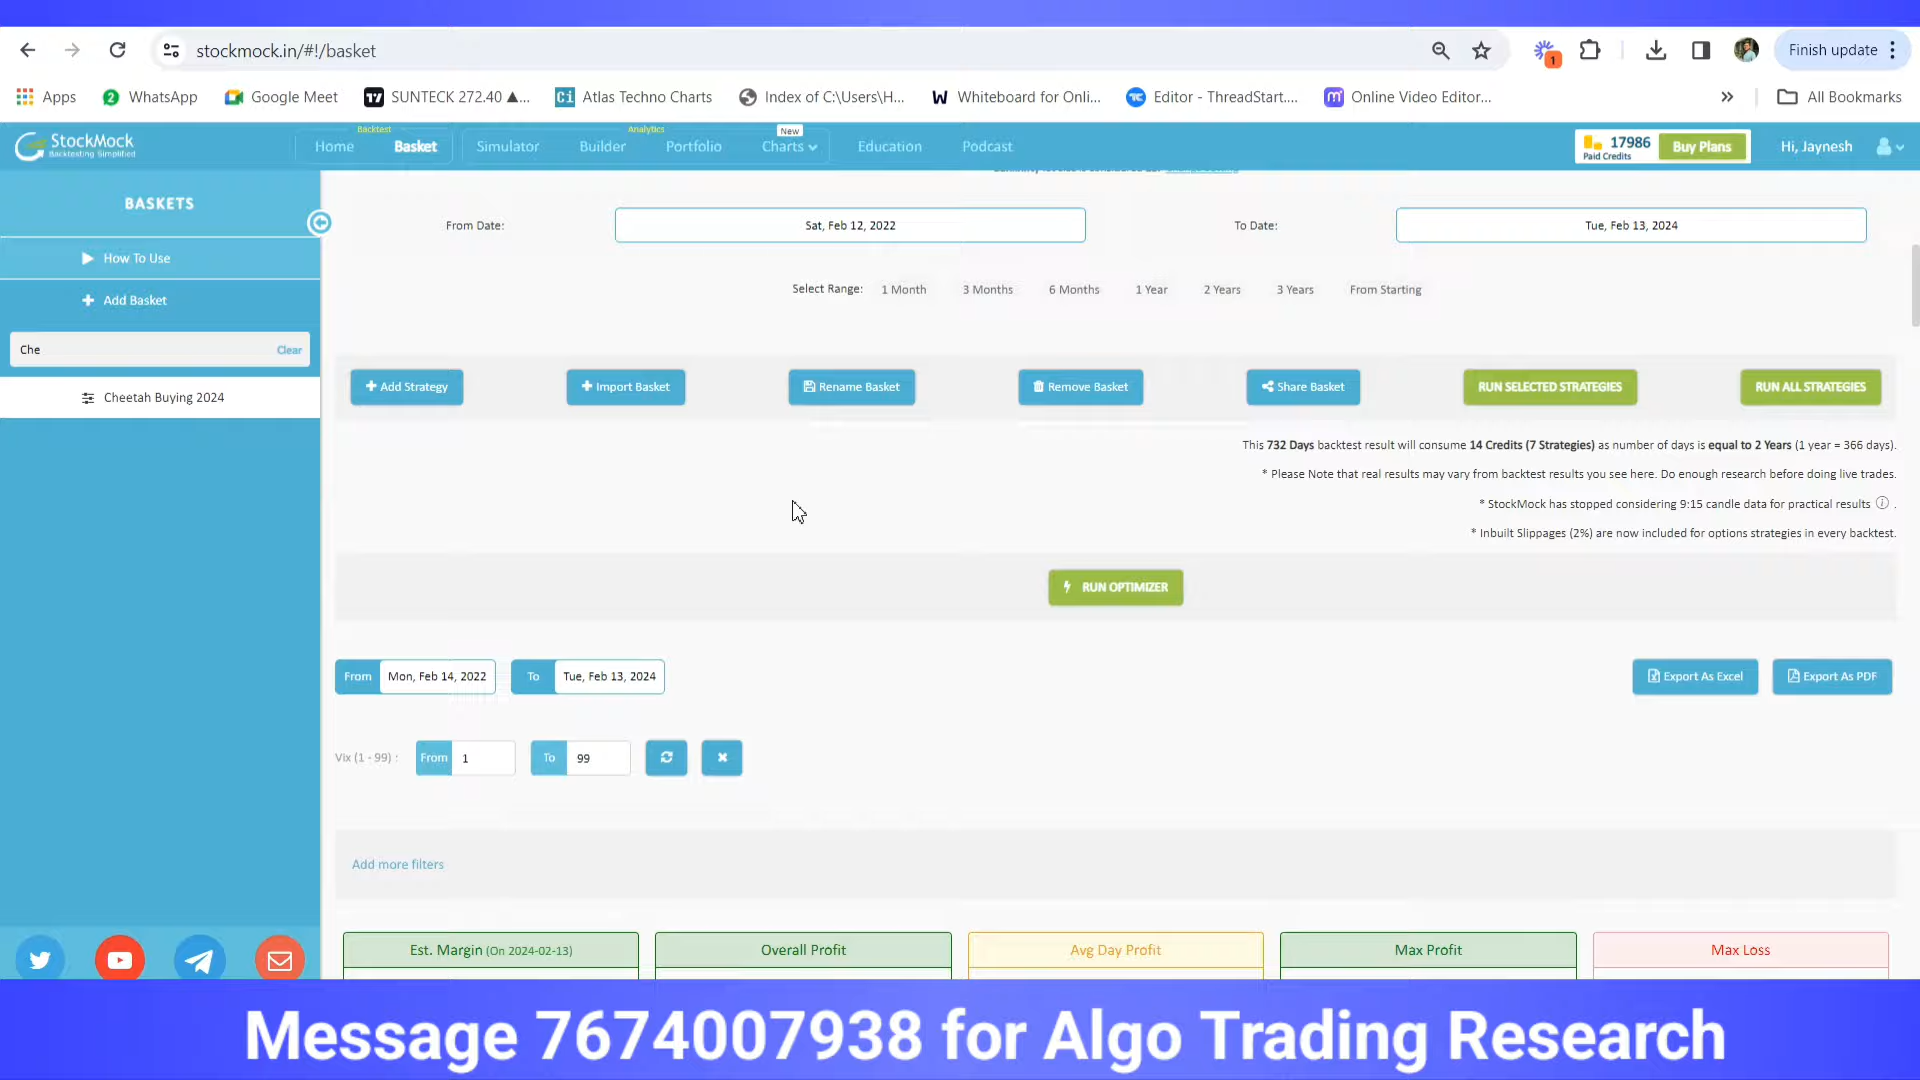 stockmock.in/#!/basket
1
Finish update
Apps
2
WhatsApp
Google Meet
SUNTECK 272.40 ▲...
Ci
Atlas Techno Charts
Index of C:\Users\H...
W
Whiteboard for Onli...
Editor - ThreadStart....
Online Video Editor...
All Bookmarks
StockMock
Backtesting Simplified
Backtest
Home
Basket
Simulator
Analytics
Builder
Portfolio
New
Charts
Education
Podcast
17986
Paid Credits
Buy Plans
Hi, Jaynesh
BASKETS
How To Use
Add Basket
Che
Clear
Cheetah Buying 2024
From Date:
Sat, Feb 12, 2022
To Date:
Tue, Feb 13, 2024
Select Range:
1 Month
3 Months
6 Months
1 Year
2 Years
3 Years
From Starting
Add Strategy
Import Basket
Rename Basket
Remove Basket
Share Basket
RUN SELECTED STRATEGIES
RUN ALL STRATEGIES
This 732 Days backtest result will consume 14 Credits (7 Strategies) as number of days is equal to 2 Years (1 year = 366 days).
* Please Note that real results may vary from backtest results you see here. Do enough research before doing live trades.
* StockMock has stopped considering 9:15 candle data for practical results .
* Inbuilt Slippages (2%) are now included for options strategies in every backtest.
RUN OPTIMIZER
From
Mon, Feb 14, 2022
To
Tue, Feb 13, 2024
Export As Excel
Export As PDF
Vix (1 - 99) :
From
1
To
99
Add more filters
Est. Margin (On 2024-02-13)
Overall Profit
Avg Day Profit
Max Profit
Max Loss
Message 7674007938 for Algo Trading Research